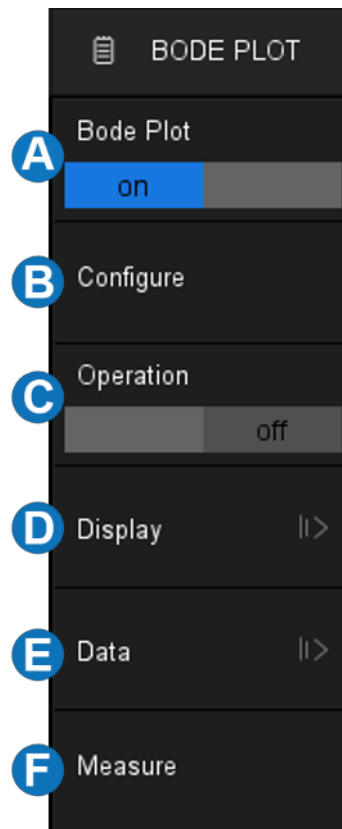 BODE PLOT
A
Bode Plot
on
B
Configure
C
Operation
off
D
Display
E
Data
F
Measure